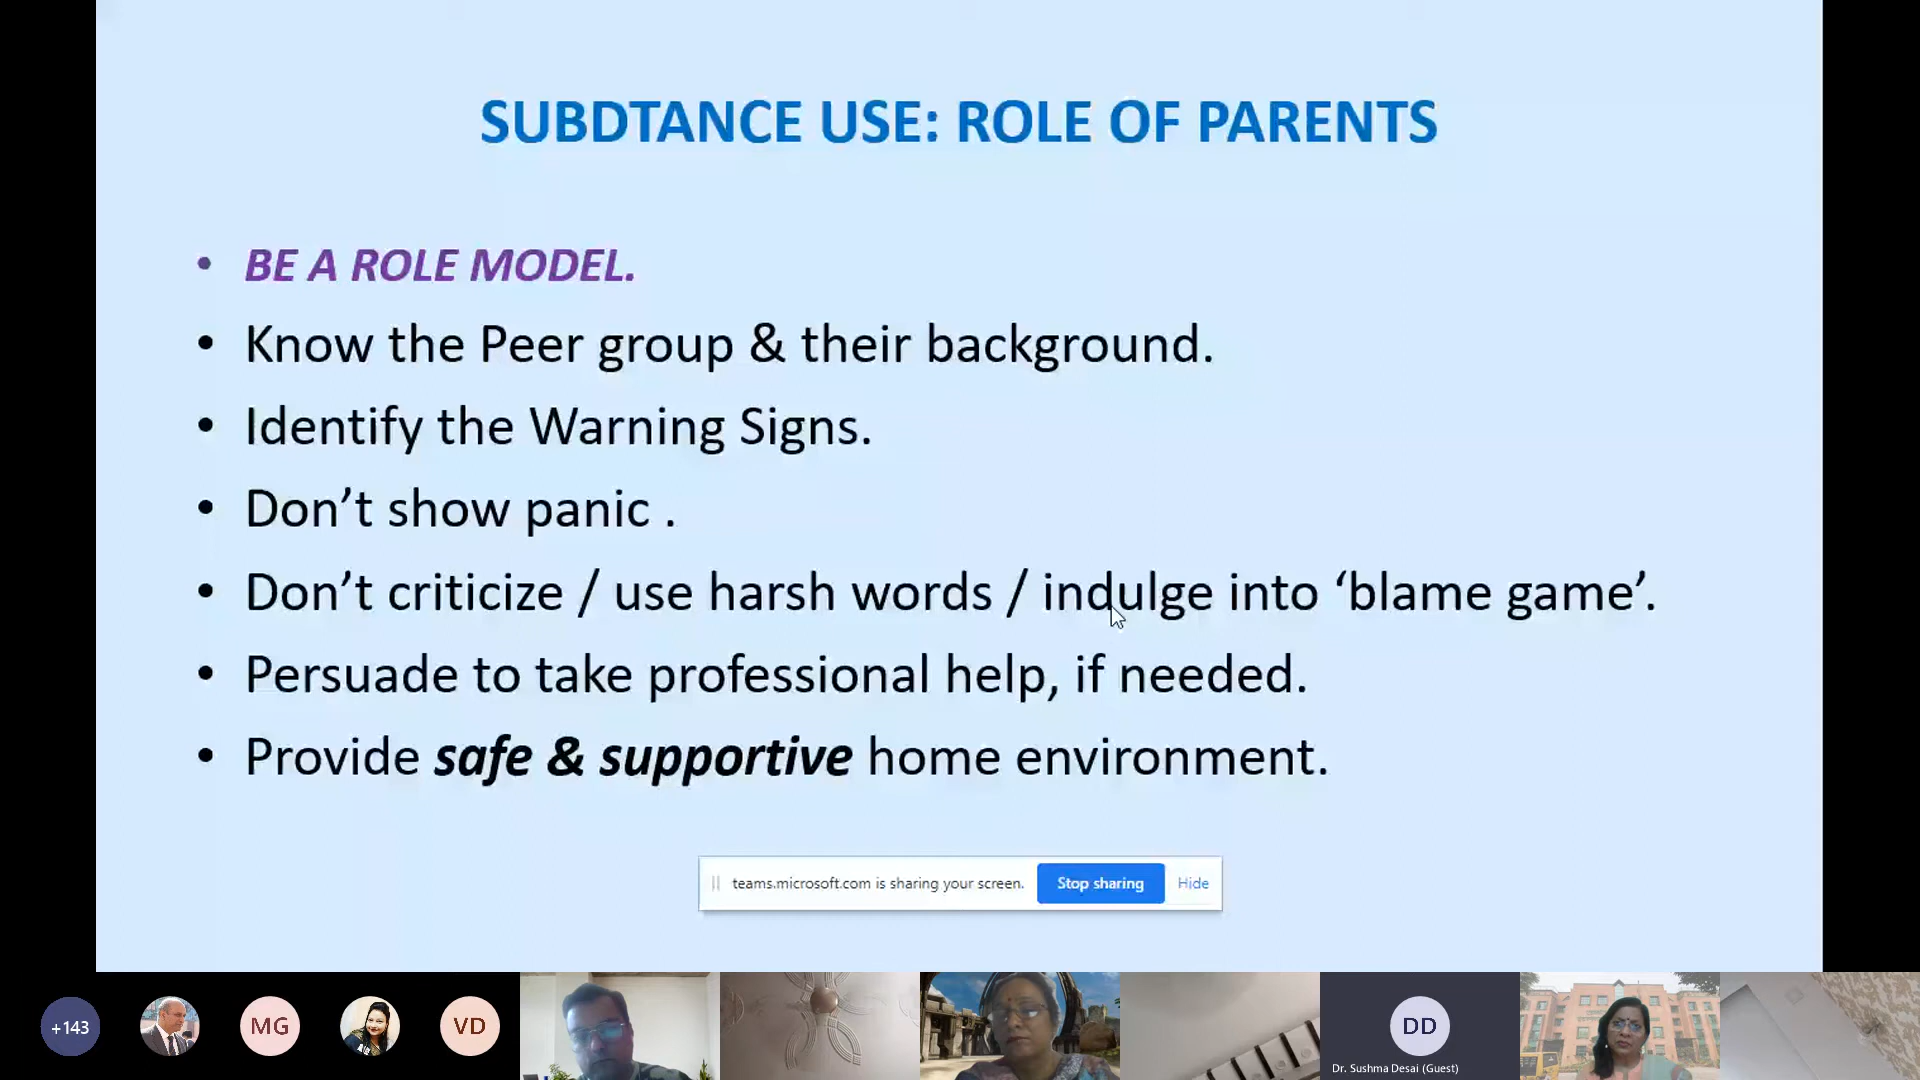 SUBDTANCE USE: ROLE OF PARENTS
• BE A ROLE MODEL.
• Know the Peer group & their background.
• Identify the Warning Signs.
• Don’t show panic .
• Don’t criticize / use harsh words / indulge into ‘blame game’.
• Persuade to take professional help, if needed.
• Provide safe & supportive home environment.
teams.microsoft.com is sharing your screen. Stop sharing Hide
+143 MG VD DD
Dr. Sushma Desai (Guest)